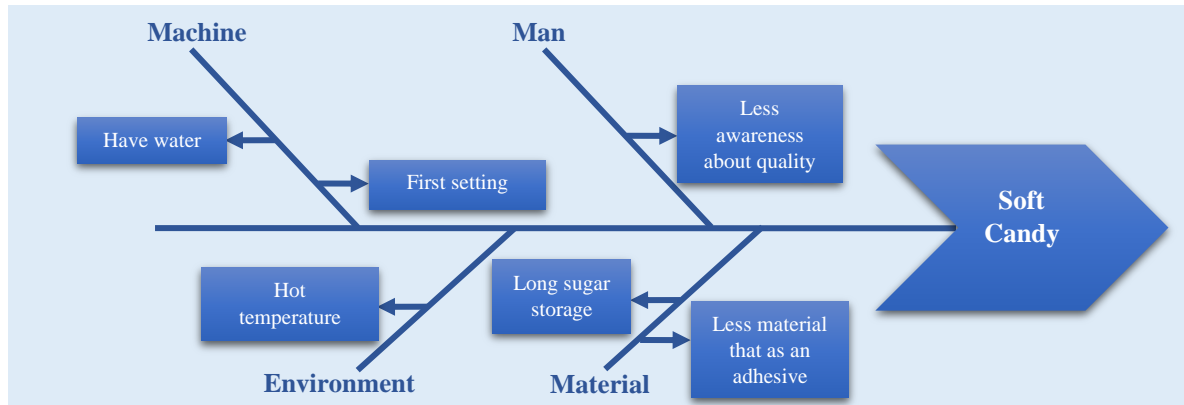 Machine
Man
Have water
First setting
Less
awareness
about quality
Soft
Candy
Hot
temperature
Long sugar
storage
Less material
that as an
adhesive
Environment
Material